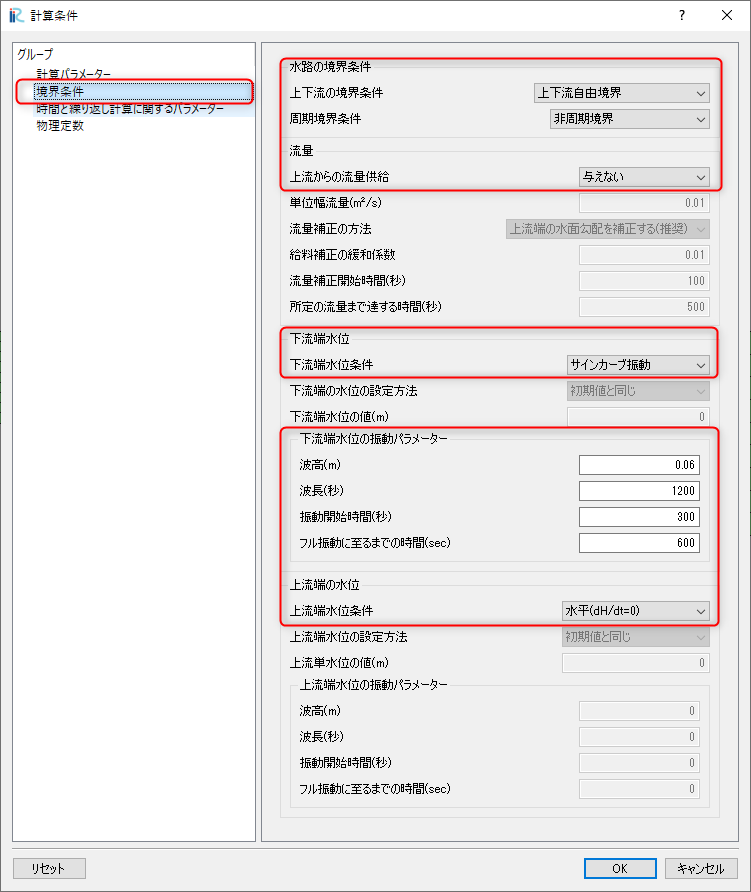 計算条件
グループ
計算パラメーター
境界条件
時間と繰り返し計算に関するパラメーター
物理定数
水路の境界条件
上下流の境界条件 上下流自由境界
周期境界条件 非周期境界
流量
上流からの流量供給 与えない
単位幅流量(m²/s) 0.01
流量補正の方法 上流端の水面勾配を補正する(推奨)
給料補正の緩和係数 0.01
流量補正開始時間(秒) 100
所定の流量まで達する時間(秒) 500
下流端水位
下流端水位条件 サインカーブ振動
下流端の水位の設定方法 初期値と同じ
下流端水位の値(m) 0
下流端水位の振動パラメーター
波高(m) 0.06
波長(秒) 1200
振動開始時間(秒) 300
フル振動に至るまでの時間(sec) 600
上流端の水位
上流端水位条件 水平(dH/dt=0)
上流端水位の設定方法 初期値と同じ
上流単水位の値(m) 0
上流端水位の振動パラメーター
波高(m) 0
波長(秒) 0
振動開始時間(秒) 0
フル振動に至るまでの時間(sec) 0
リセット OK キャンセル